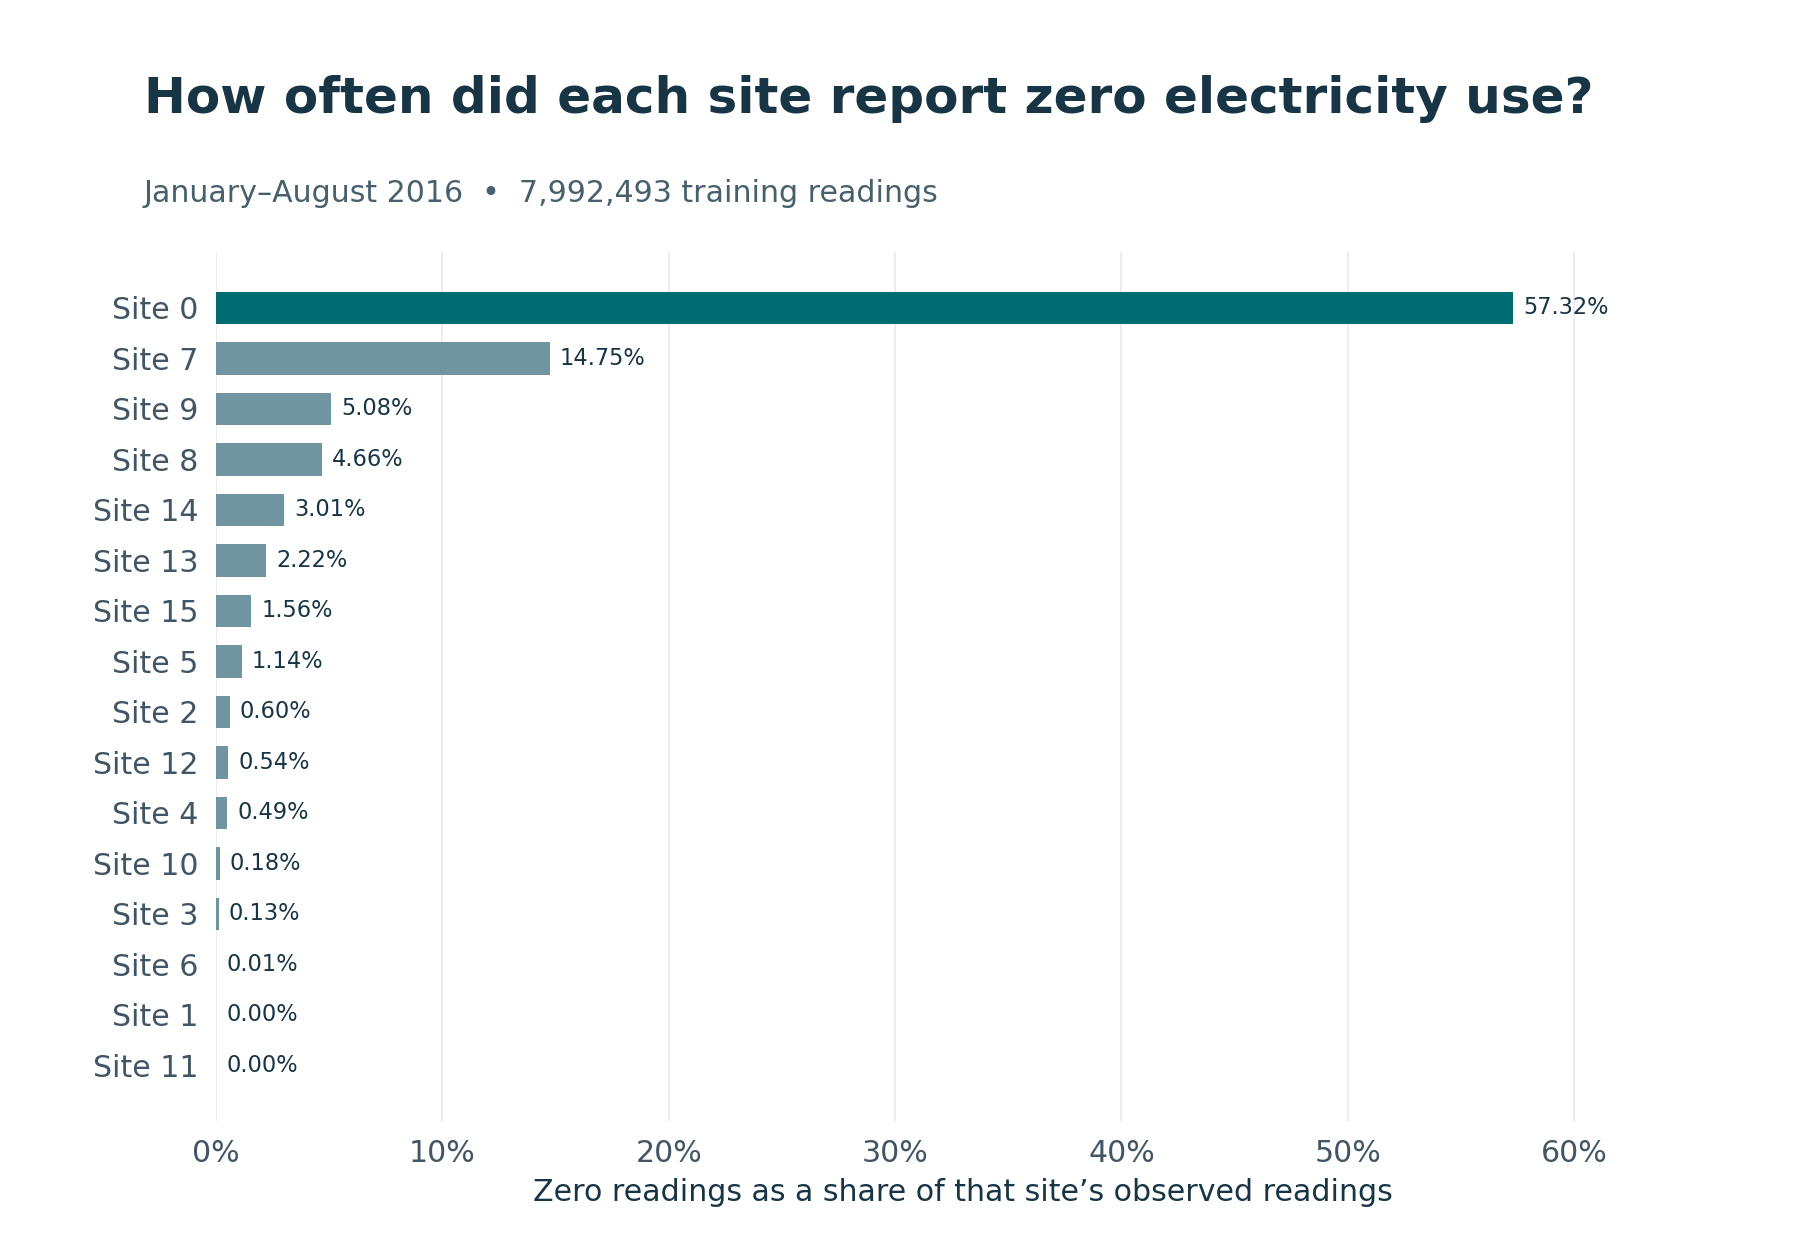 How often did each site report zero electricity use?
January–August 2016 • 7,992,493 training readings
Site 0 57.32%
Site 7 14.75%
Site 9 5.08%
Site 8 4.66%
Site 14 3.01%
Site 13 2.22%
Site 15 1.56%
Site 5 1.14%
Site 2 0.60%
Site 12 0.54%
Site 4 0.49%
Site 10 0.18%
Site 3 0.13%
Site 6 0.01%
Site 1 0.00%
Site 11 0.00%
0% 10% 20% 30% 40% 50% 60%
Zero readings as a share of that site’s observed readings